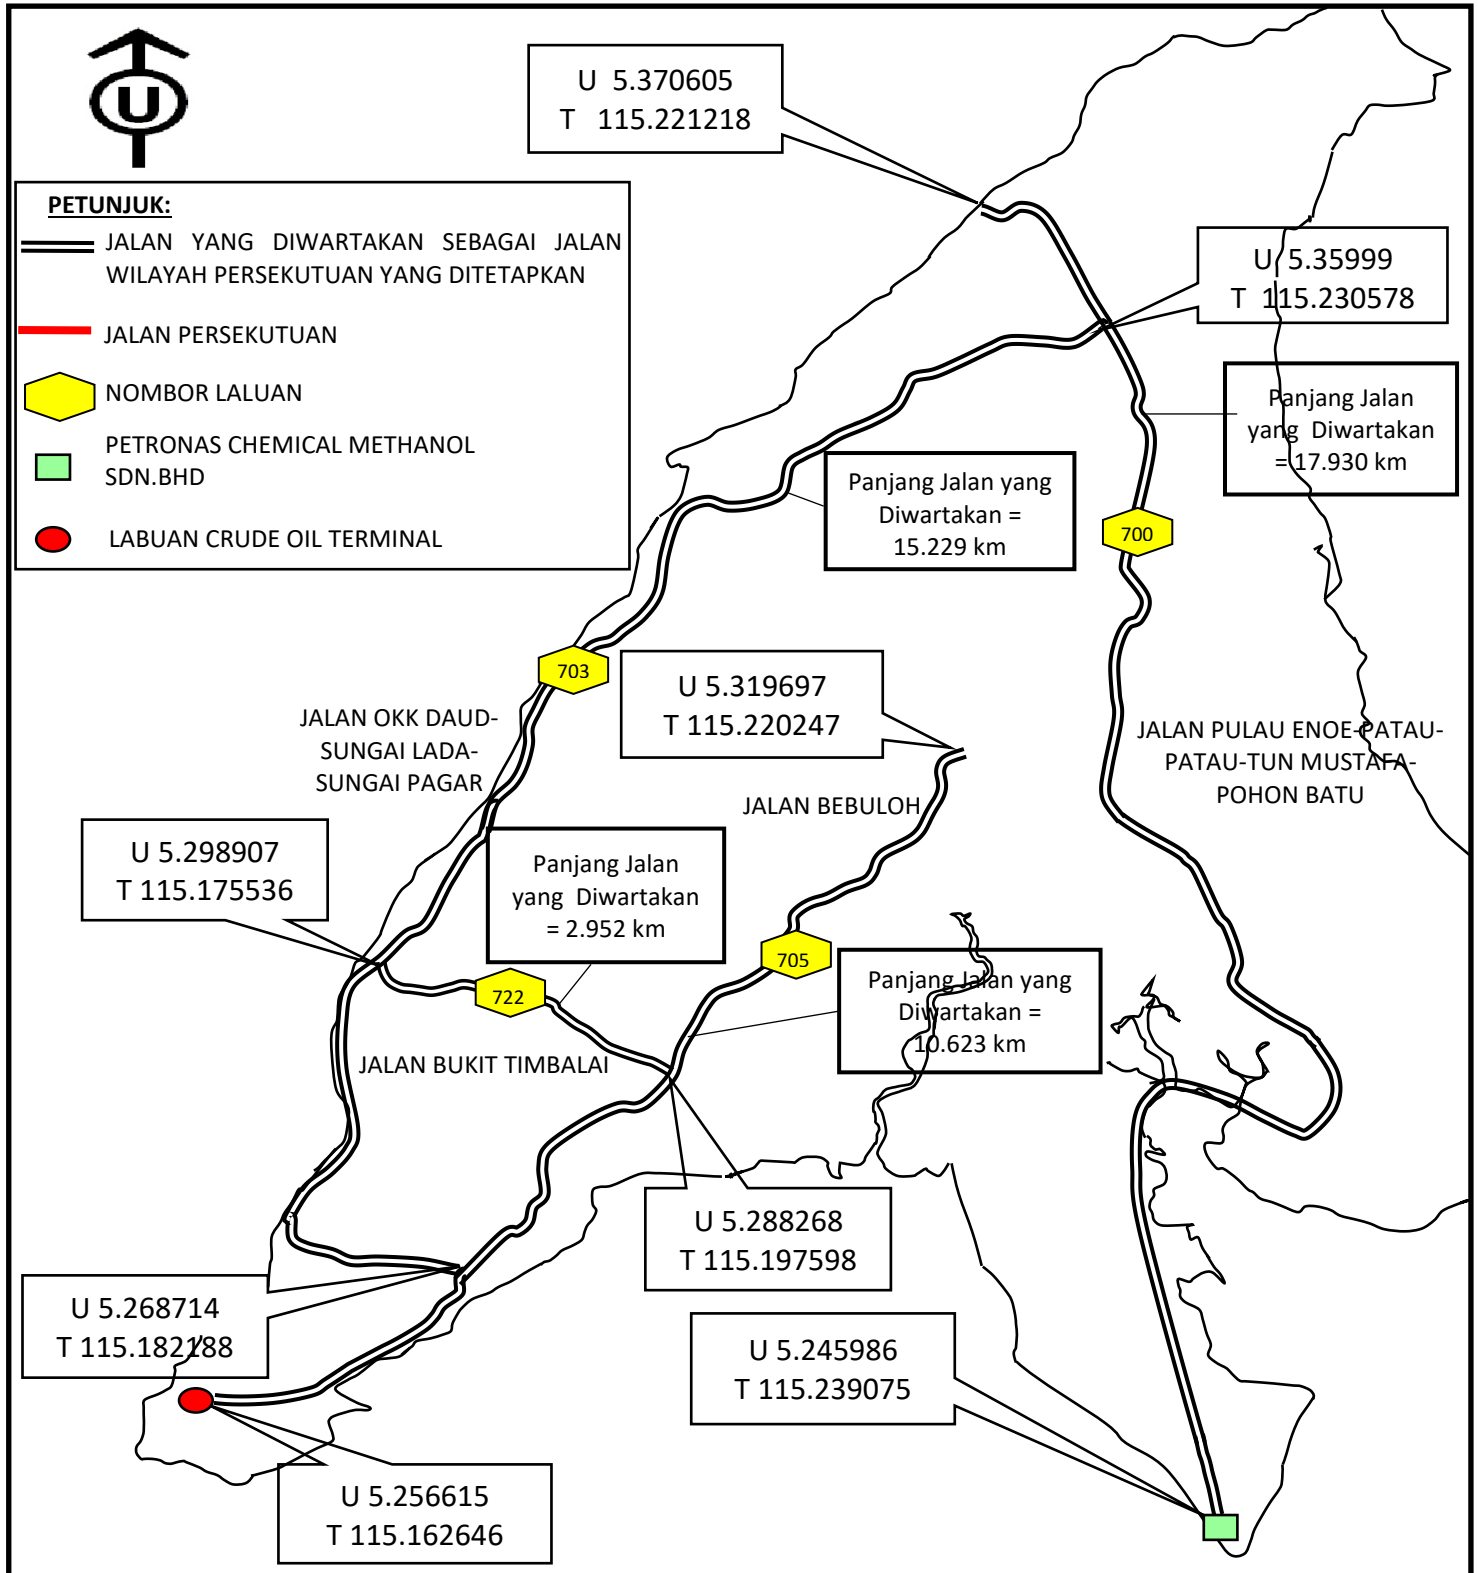 U
U 5.370605
T 115.221218
PETUNJUK:
JALAN YANG DIWARTAKAN SEBAGAI JALAN
WILAYAH PERSEKUTUAN YANG DITETAPKAN
JALAN PERSEKUTUAN
NOMBOR LALUAN
PETRONAS CHEMICAL METHANOL
SDN.BHD
LABUAN CRUDE OIL TERMINAL
U 5.35999
T 115.230578
Panjang Jalan
yang Diwartakan
= 17.930 km
Panjang Jalan yang
Diwartakan =
15.229 km
700
703
U 5.319697
T 115.220247
JALAN OKK DAUD-
SUNGAI LADA-
SUNGAI PAGAR
JALAN PULAU ENOE-PATAU-
PATAU-TUN MUSTAFA-
POHON BATU
JALAN BEBULOH
U 5.298907
T 115.175536
Panjang Jalan
yang Diwartakan
= 2.952 km
705
722
Panjang Jalan yang
Diwartakan =
10.623 km
JALAN BUKIT TIMBALAI
U 5.288268
T 115.197598
U 5.268714
T 115.182188
U 5.245986
T 115.239075
U 5.256615
T 115.162646